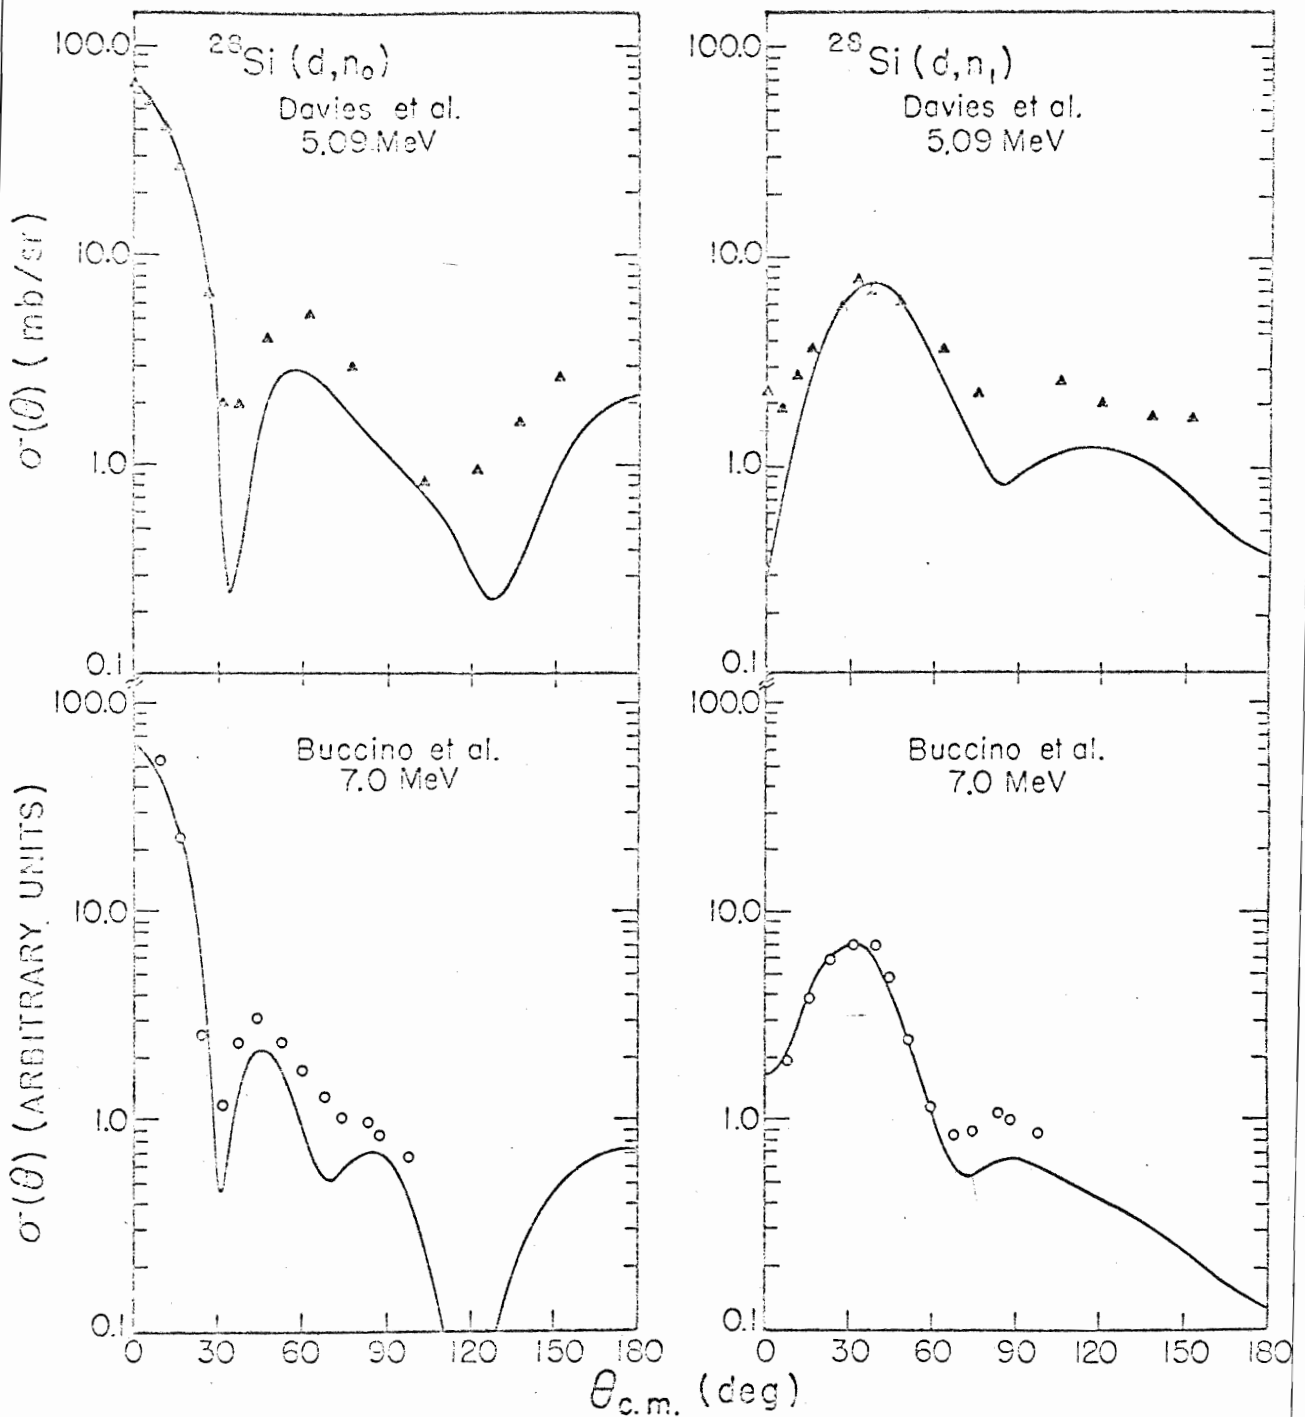 ²⁸Si (d,n₀)
Davies et al.
5.09 MeV
100.0
10.0
1.0
0.1
σ(θ) (mb/sr)
²⁸Si (d,n₁)
Davies et al.
5.09 MeV
100.0
10.0
1.0
0.1
Buccino et al.
7.0 MeV
100.0
10.0
1.0
0.1
σ(θ) (ARBITRARY UNITS)
0 30 60 90 120 150 180
Buccino et al.
7.0 MeV
100.0
10.0
1.0
0.1
0 30 60 90 120 150 180
θc.m. (deg)